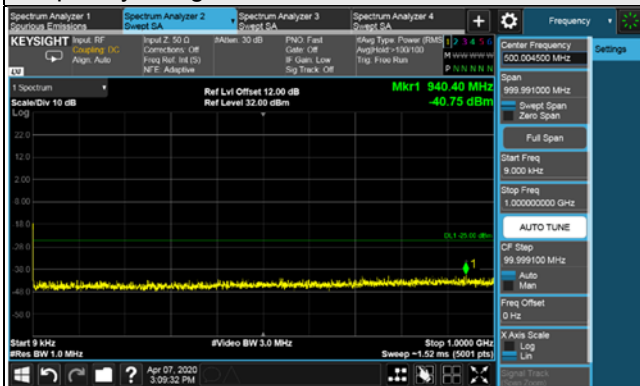 Spectrum Analyzer 1
Spurious Emissions
Spectrum Analyzer 2
Swept SA
Spectrum Analyzer 3
Swept SA
Spectrum Analyzer 4
Swept SA
Frequency
KEYSIGHT
Input: RF
Coupling: DC
Align: Auto
Input Z: 50 Ω
Corrections: Off
Freq Ref: Int (S)
NFE: Adaptive
#Atten: 30 dB
PNO: Fast
Gate: Off
IF Gain: Low
Sig Track: Off
#Avg Type: Power (RMS
Avg|Hold:>100/100
Trig: Free Run
1 2 3 4 5 6
M W W W W W
P N N N N N
1 Spectrum
Scale/Div 10 dB
Log
Ref Lvl Offset 12.00 dB
Ref Level 32.00 dBm
Mkr1 940.40 MHz
-40.75 dBm
22.0
12.0
2.00
-8.00
-18.0
DL1 -25.00 dBm
-28.0
-38.0
1
-48.0
-58.0
Start 9 kHz
#Res BW 1.0 MHz
#Video BW 3.0 MHz
Stop 1.0000 GHz
Sweep ~1.52 ms (5001 pts)
Apr 07, 2020
3:09:32 PM
Center Frequency
500.004500 MHz
Settings
Span
999.991000 MHz
Swept Span
Zero Span
Full Span
Start Freq
9.000 kHz
Stop Freq
1.000000000 GHz
AUTO TUNE
CF Step
99.999100 MHz
Auto
Man
Freq Offset
0 Hz
X Axis Scale
Log
Lin
Signal Track
(Span Zoom)